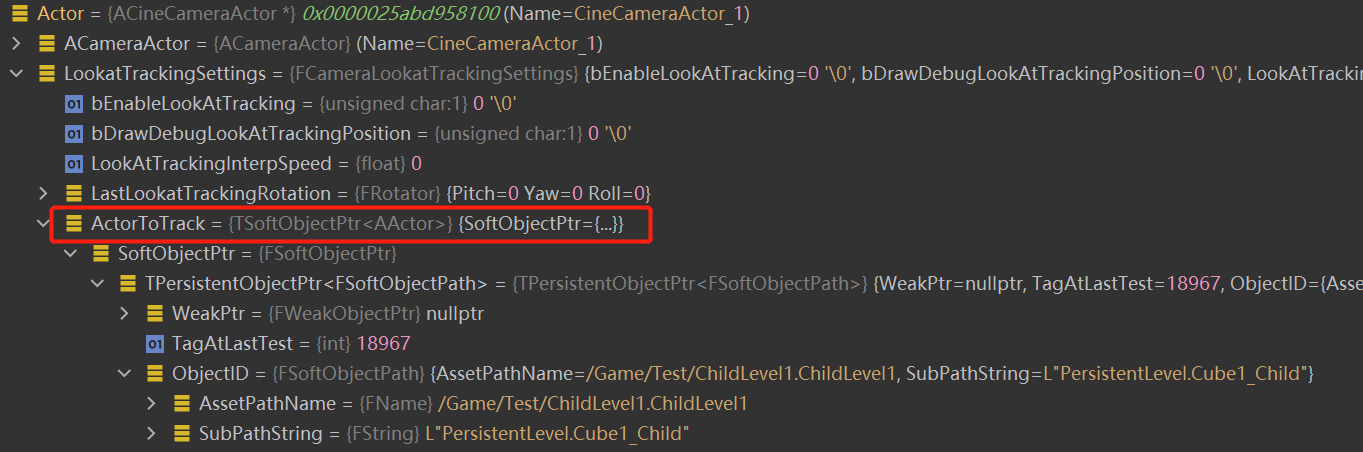 Actor = {ACineCameraActor *} 0x0000025abd958100 (Name=CineCameraActor_1)
ACameraActor = {ACameraActor} (Name=CineCameraActor_1)
LookatTrackingSettings = {FCameraLookatTrackingSettings} {bEnableLookAtTracking=0 '\0', bDrawDebugLookAtTrackingPosition=0 '\0', LookAtTrackin
01 bEnableLookAtTracking = {unsigned char:1} 0 '\0'
01 bDrawDebugLookAtTrackingPosition = {unsigned char:1} 0 '\0'
01 LookAtTrackingInterpSpeed = {float} 0
LastLookatTrackingRotation = {FRotator} {Pitch=0 Yaw=0 Roll=0}
ActorToTrack = {TSoftObjectPtr<AActor>} {SoftObjectPtr={...}}
SoftObjectPtr = {FSoftObjectPtr}
TPersistentObjectPtr<FSoftObjectPath> = {TPersistentObjectPtr<FSoftObjectPath>} {WeakPtr=nullptr, TagAtLastTest=18967, ObjectID={Asse
WeakPtr = {FWeakObjectPtr} nullptr
01 TagAtLastTest = {int} 18967
ObjectID = {FSoftObjectPath} {AssetPathName=/Game/Test/ChildLevel1.ChildLevel1, SubPathString=L"PersistentLevel.Cube1_Child"}
AssetPathName = {FName} /Game/Test/ChildLevel1.ChildLevel1
SubPathString = {FString} L"PersistentLevel.Cube1_Child"